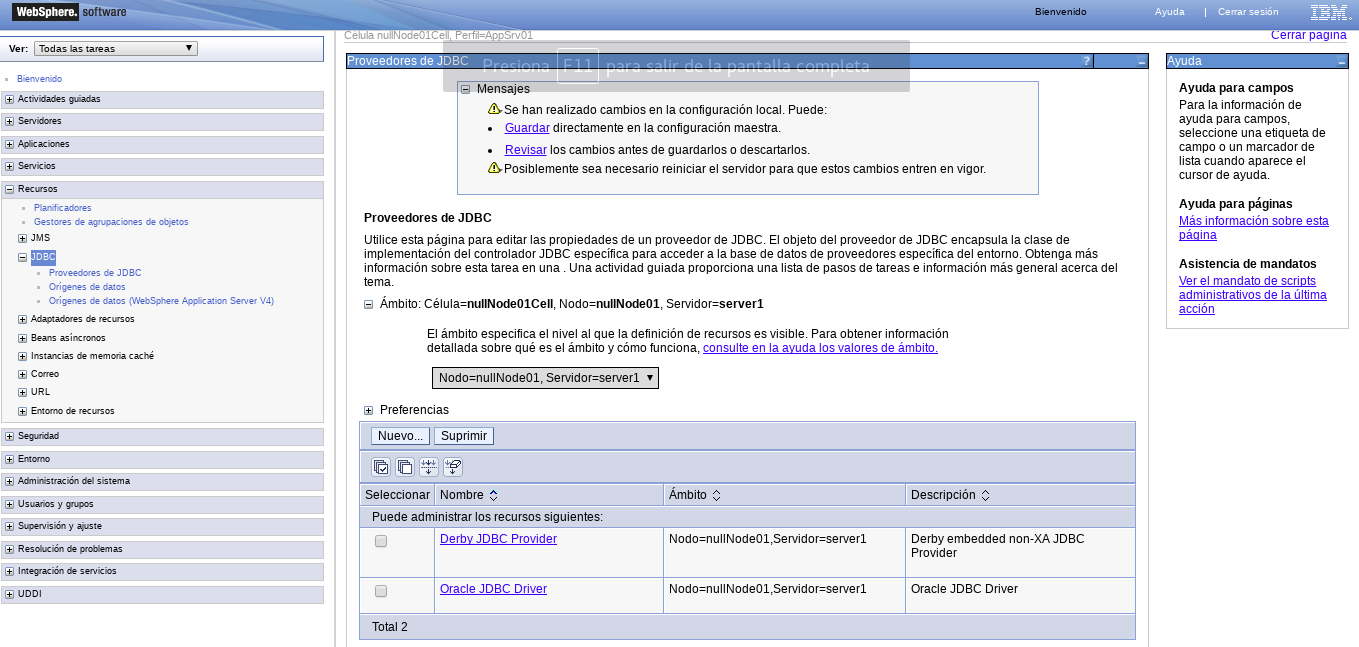 WebSphere. software
Bienvenido
Ayuda | Cerrar sesión
IBM.
Ver: Todas las tareas
Bienvenido
Actividades guiadas
Servidores
Aplicaciones
Servicios
Recursos
Planificadores
Gestores de agrupaciones de objetos
JMS
JDBC
Proveedores de JDBC
Orígenes de datos
Orígenes de datos (WebSphere Application Server V4)
Adaptadores de recursos
Beans asíncronos
Instancias de memoria caché
Correo
URL
Entorno de recursos
Seguridad
Entorno
Administración del sistema
Usuarios y grupos
Supervisión y ajuste
Resolución de problemas
Integración de servicios
UDDI
Célula nullNode01Cell, Perfil=AppSrv01
Cerrar página
Proveedores de JDBC
?
Presiona F11 para salir de la pantalla completa
Mensajes
Se han realizado cambios en la configuración local. Puede:
Guardar directamente en la configuración maestra.
Revisar los cambios antes de guardarlos o descartarlos.
Posiblemente sea necesario reiniciar el servidor para que estos cambios entren en vigor.
Proveedores de JDBC
Utilice esta página para editar las propiedades de un proveedor de JDBC. El objeto del proveedor de JDBC encapsula la clase de
implementación del controlador JDBC específica para acceder a la base de datos de proveedores específica del entorno. Obtenga más
información sobre esta tarea en una . Una actividad guiada proporciona una lista de pasos de tareas e información más general acerca del
tema.
Ámbito: Célula=nullNode01Cell, Nodo=nullNode01, Servidor=server1
El ámbito especifica el nivel al que la definición de recursos es visible. Para obtener información
detallada sobre qué es el ámbito y cómo funciona, consulte en la ayuda los valores de ámbito.
Nodo=nullNode01, Servidor=server1
Preferencias
Nuevo... Suprimir
Seleccionar Nombre Ámbito Descripción
Puede administrar los recursos siguientes:
Derby JDBC Provider Nodo=nullNode01,Servidor=server1 Derby embedded non-XA JDBC
Provider
Oracle JDBC Driver Nodo=nullNode01,Servidor=server1 Oracle JDBC Driver
Total 2
Ayuda
Ayuda para campos
Para la información de
ayuda para campos,
seleccione una etiqueta de
campo o un marcador de
lista cuando aparece el
cursor de ayuda.
Ayuda para páginas
Más información sobre esta
página
Asistencia de mandatos
Ver el mandato de scripts
administrativos de la última
acción